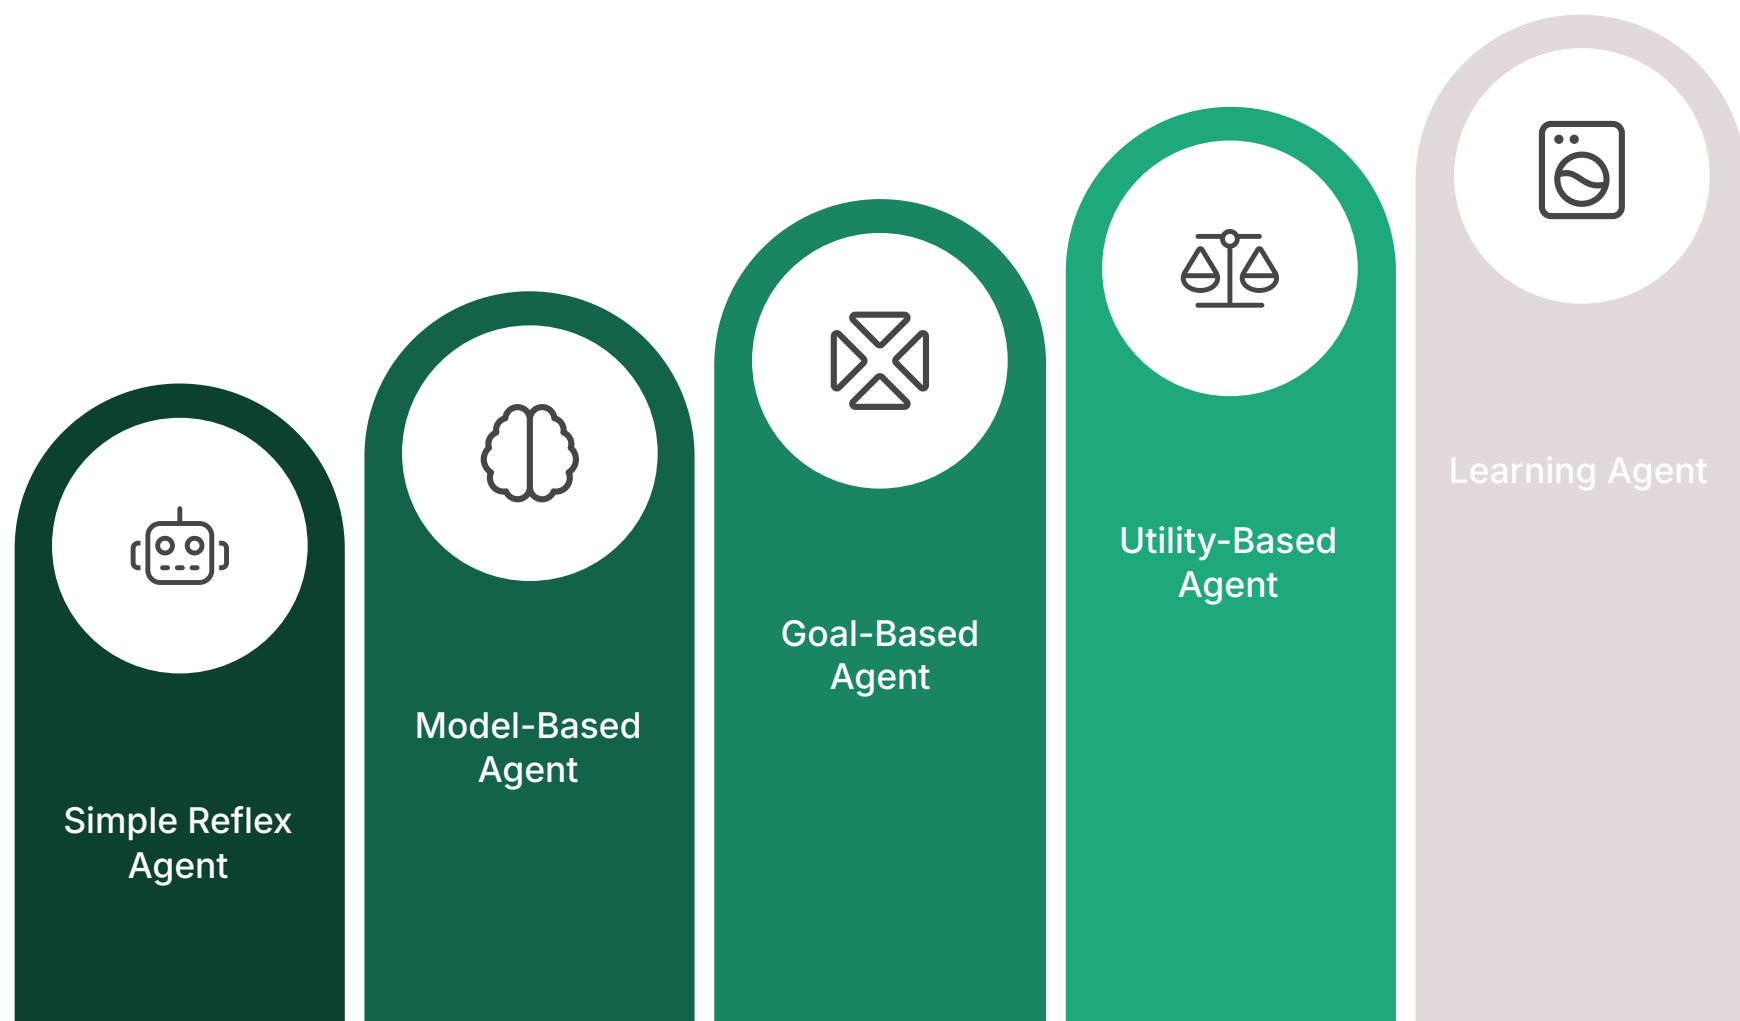 Simple Reflex
Agent
Model-Based
Agent
Goal-Based
Agent
Utility-Based
Agent
Learning Agent